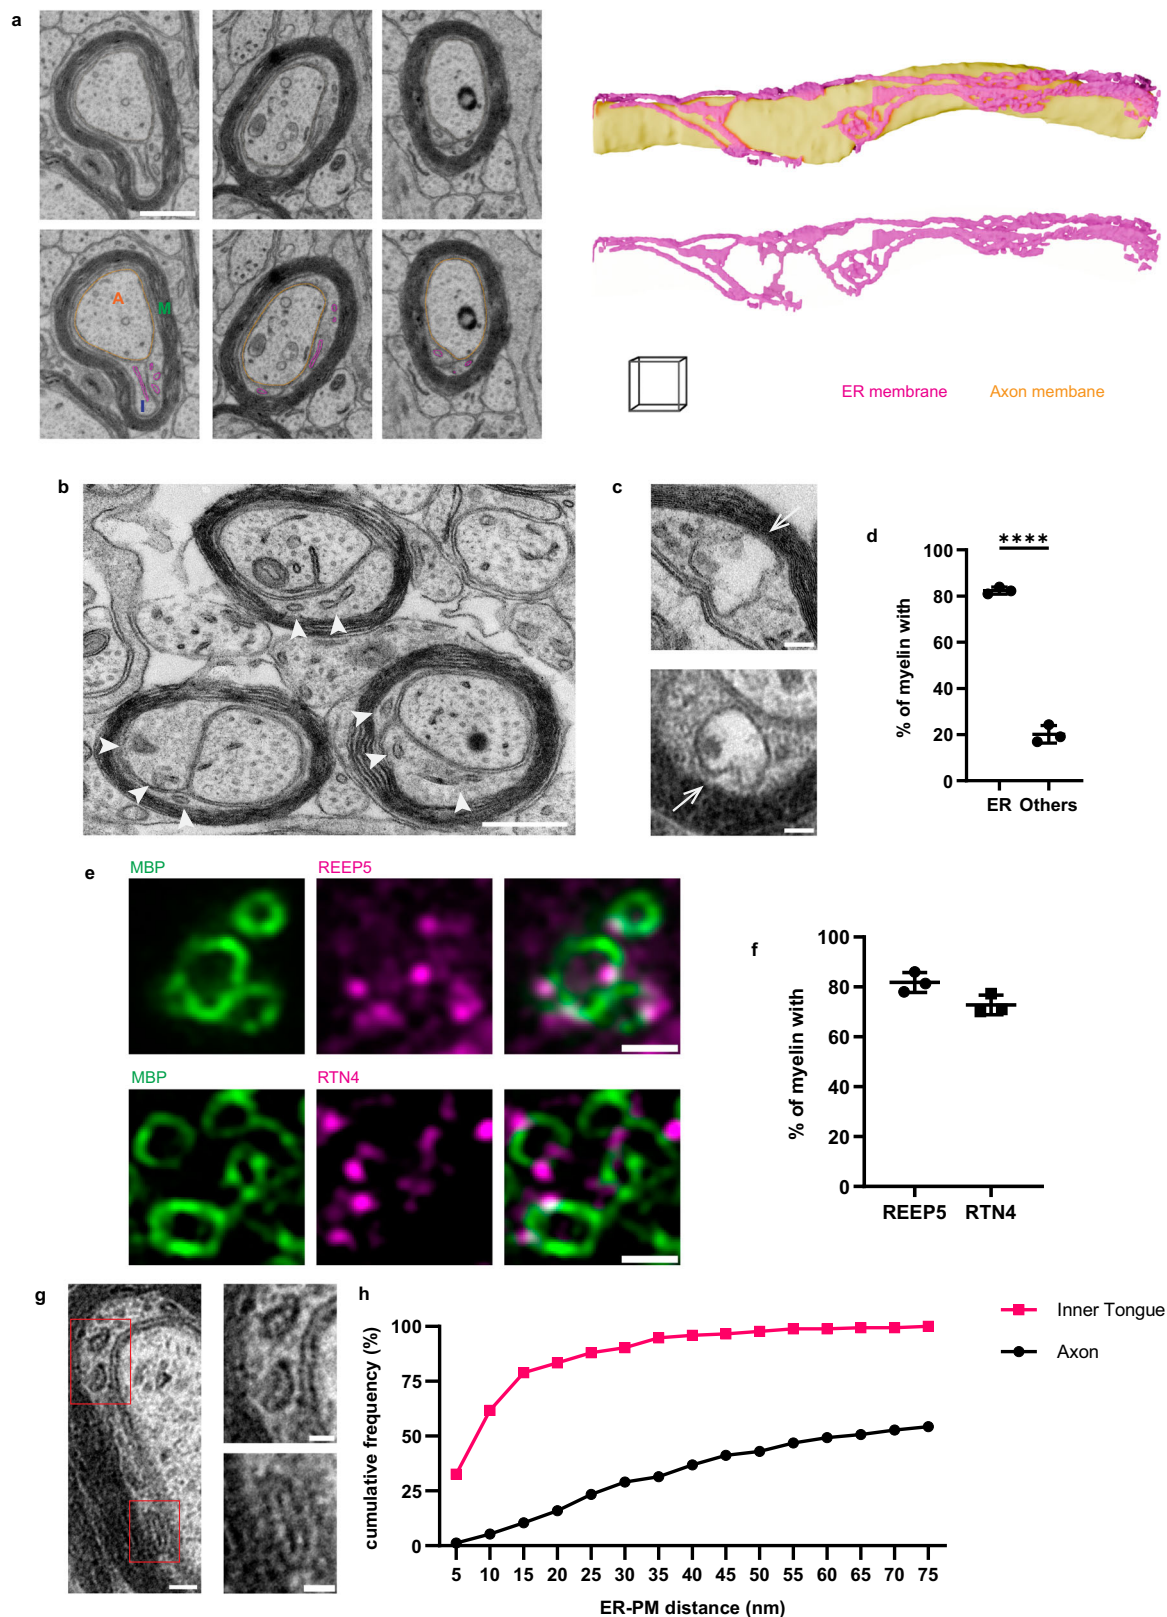 a
A
M
I
ER membrane
Axon membane
b
c
d
% of myelin with
100
80
60
40
20
0
****
ER Others
e
MBP
REEP5
MBP
RTN4
f
% of myelin with
100
80
60
40
20
0
REEP5 RTN4
g
h
cumulative frequency (%)
100
75
50
25
0
5 10 15 20 25 30 35 40 45 50 55 60 65 70 75
ER-PM distance (nm)
Inner Tongue
Axon